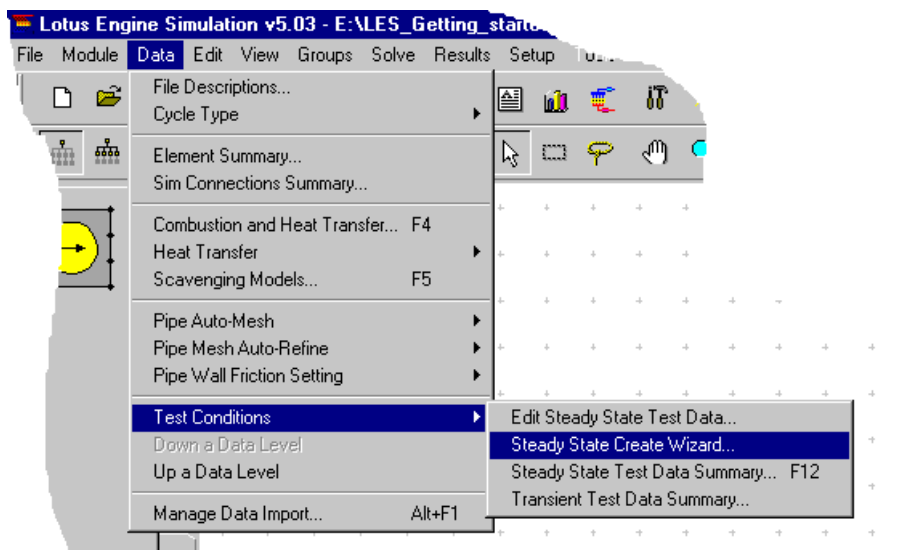 Lotus Engine Simulation v5.03 - E:\LES_Getting_
File Module Data Edit View Groups Solve Results Setup
File Descriptions...
Cycle Type
Element Summary...
Sim Connections Summary...
Combustion and Heat Transfer... F4
Heat Transfer
Scavenging Models... F5
Pipe Auto-Mesh
Pipe Mesh Auto-Refine
Pipe Wall Friction Setting
Test Conditions
Down a Data Level
Up a Data Level
Manage Data Import... Alt+F1
Edit Steady State Test Data...
Steady State Create Wizard...
Steady State Test Data Summary... F12
Transient Test Data Summary...